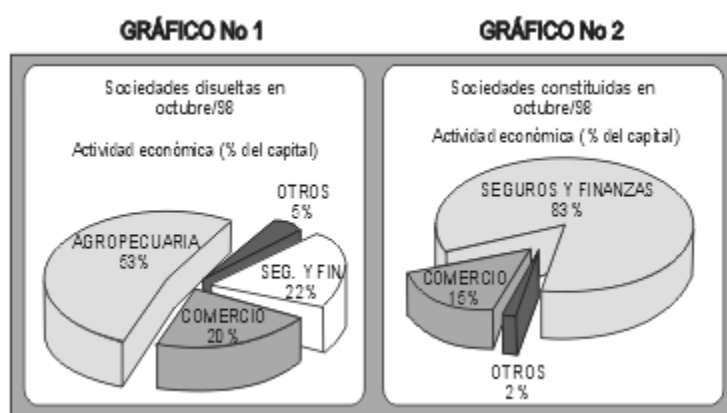 GRÁFICO No 1
Sociedades disueltas en
octubre/98
Actividad económica (% del capital)
OTROS
5%
AGROPECUARIA
53%
SEG. Y FIN
22%
COMERCIO
20%
GRÁFICO No 2
Sociedades constituidas en
octubre/98
Actividad económica (% del capital)
SEGUROS Y FINANZAS
83%
COMERCIO
15%
OTROS
2%